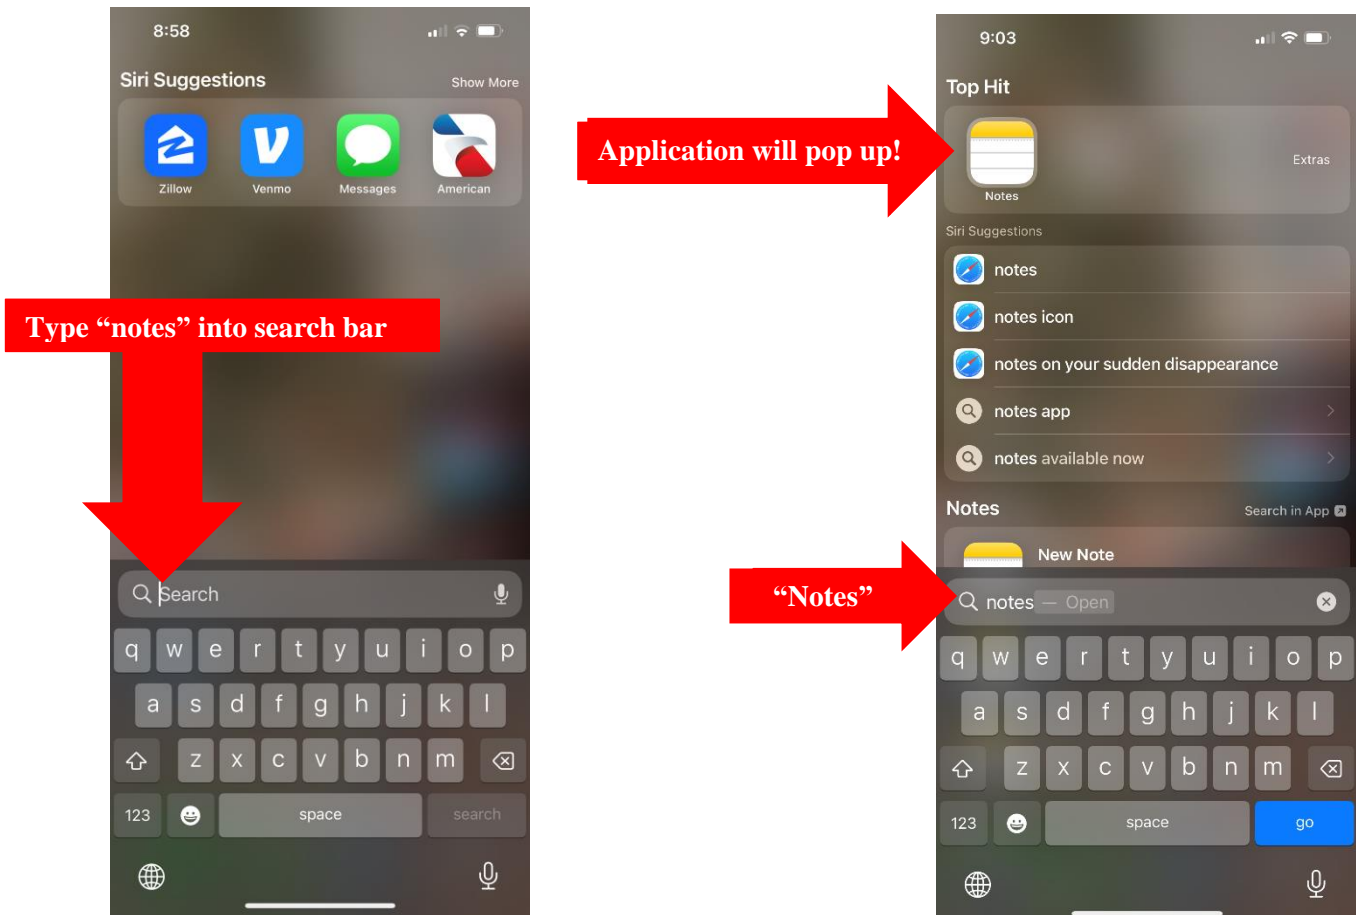 8:58
Siri Suggestions
Show More
Zillow
Venmo
Messages
American
Type “notes” into search bar
Search
q w e r t y u i o p
a s d f g h j k l
z x c v b n m
123
space
search
Application will pop up!
“Notes”
9:03
Top Hit
Extras
Notes
Siri Suggestions
notes
notes icon
notes on your sudden disappearance
notes app
notes available now
Notes
Search in App
New Note
notes — Open
q w e r t y u i o p
a s d f g h j k l
z x c v b n m
123
space
go